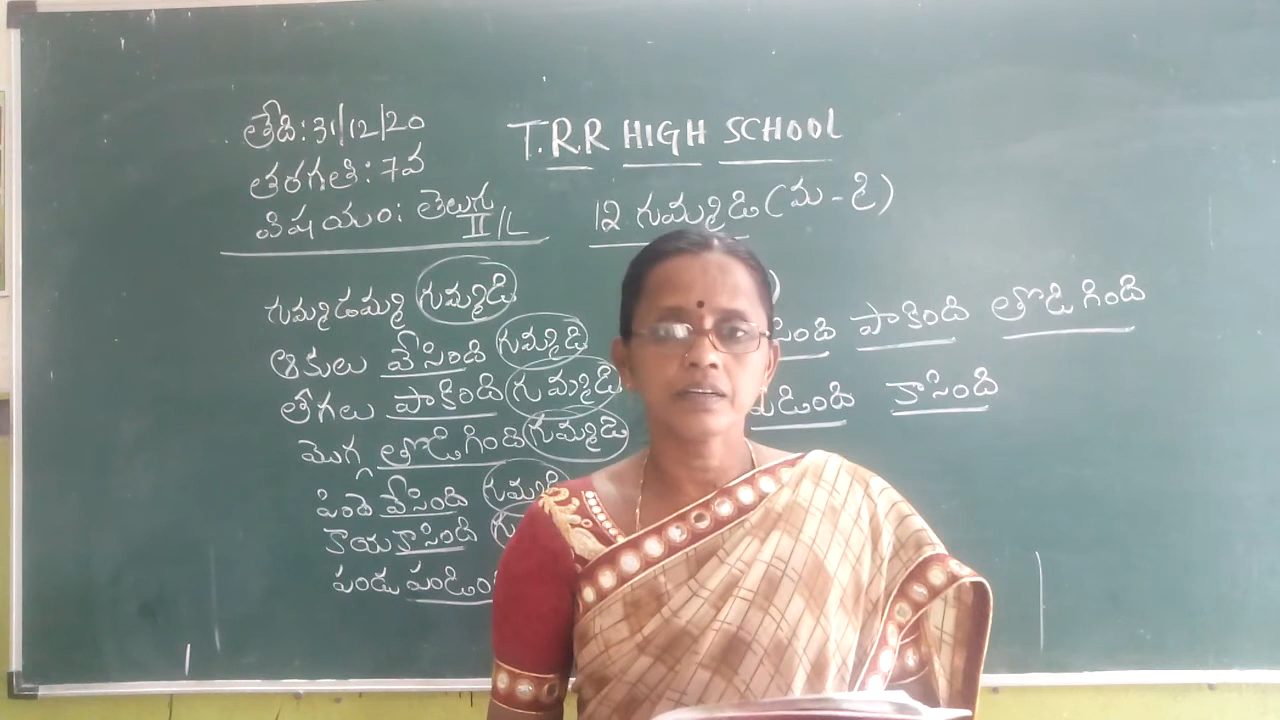 తేది: 31/12/20
తరగతి: 7వ
విషయం: తెలుగు
II/L
T.R.R HIGH SCHOOL
12 గుమ్మడి (మ - )
గుమ్మడమ్మ గుమ్మడి
ఆకులు వేసింది గుమ్మడి
తీగలు పాకింది గుమ్మడి
మొగ్గ తొడిగింది గుమ్మడి
పిందె వేసింది
కాయ కాసింది
పండు
పాకింది తొడిగింది
కాసింది